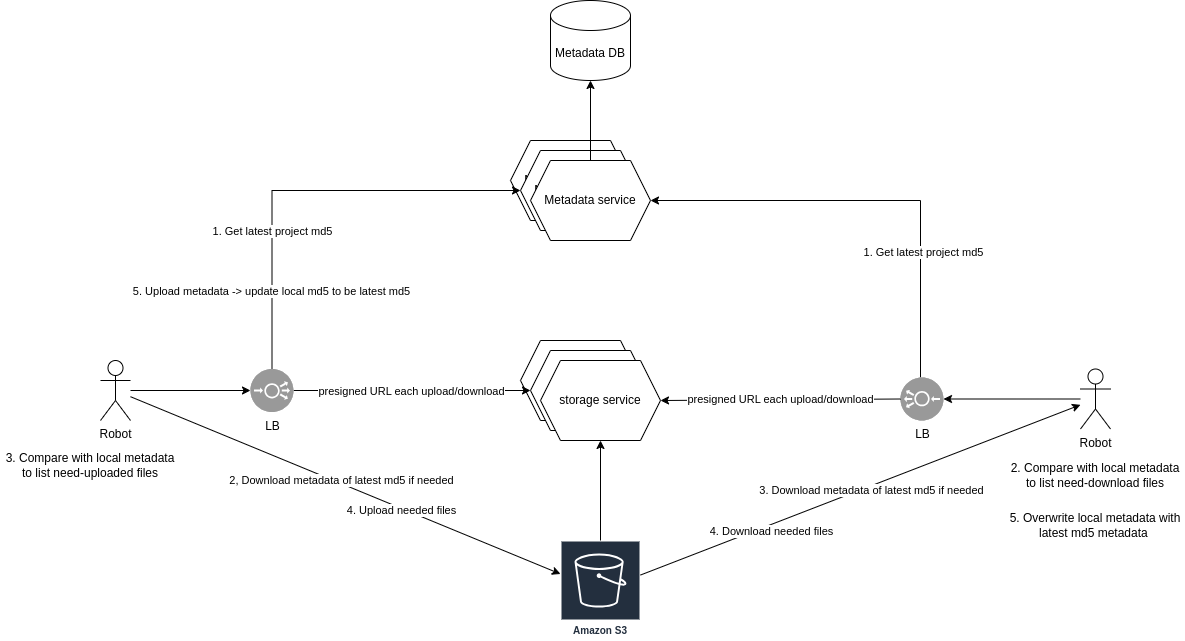 Metadata DB
Metadata service
1. Get latest project md5
1. Get latest project md5
5. Upload metadata -> update local md5 to be latest md5
presigned URL each upload/download
storage service
presigned URL each upload/download
LB
LB
Robot
3. Compare with local metadata
to list need-uploaded files
Robot
2. Compare with local metadata
to list need-download files
2, Download metadata of latest md5 if needed
3. Download metadata of latest md5 if needed
4. Upload needed files
4. Download needed files
5. Overwrite local metadata with
latest md5 metadata
Amazon S3